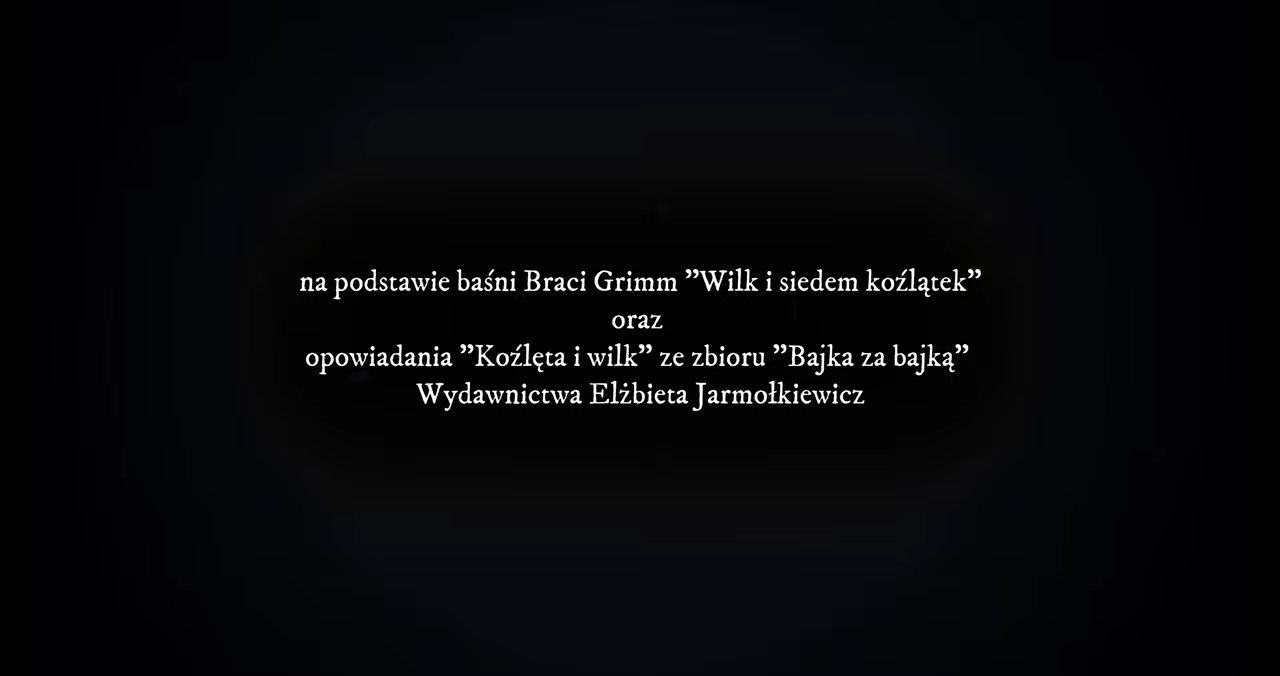 na podstawie baśni Braci Grimm "Wilk i siedem koźlątek"
oraz
opowiadania "Koźlęta i wilk" ze zbioru "Bajka za bajką"
Wydawnictwa Elżbieta Jarmołkiewicz